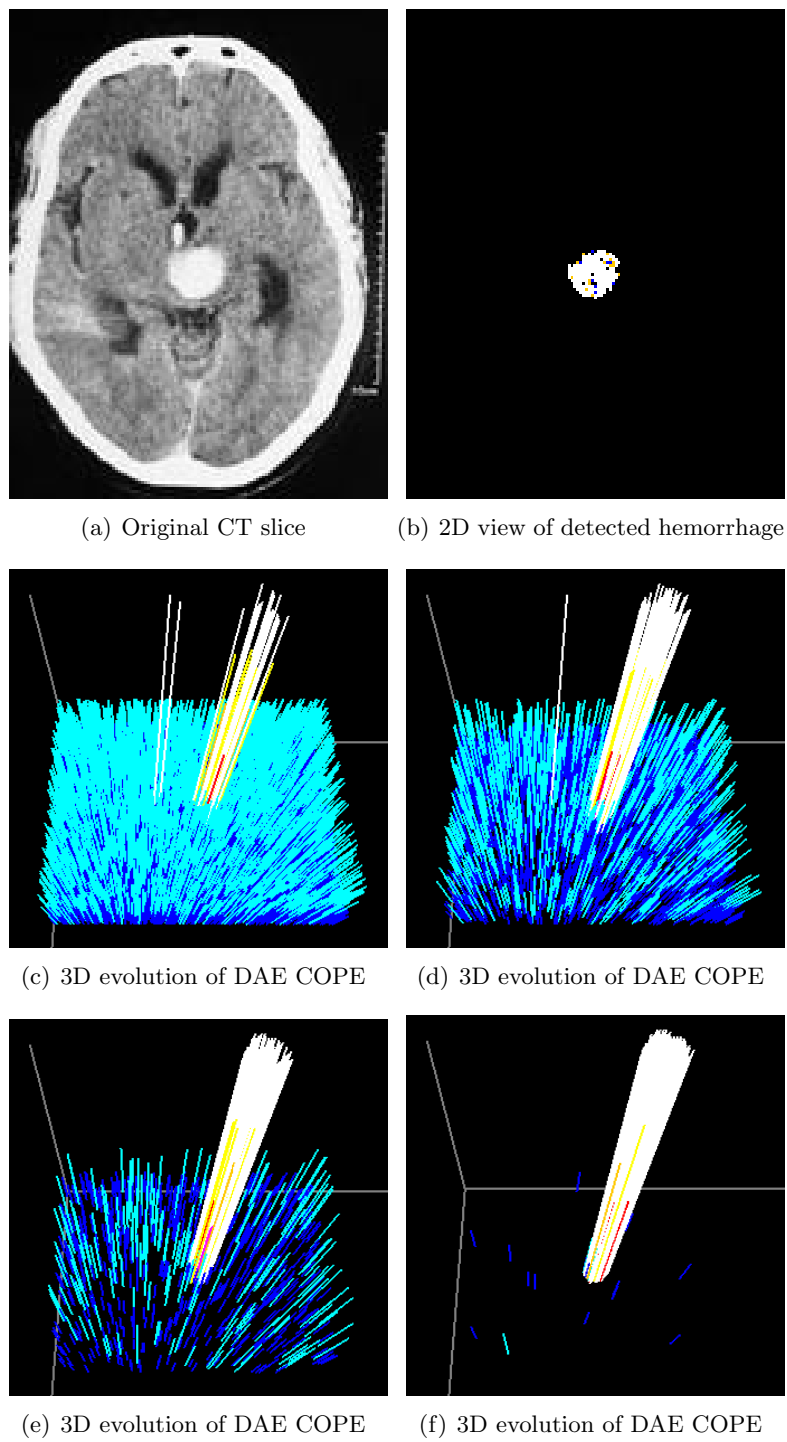 (a) Original CT slice
(b) 2D view of detected hemorrhage
(c) 3D evolution of DAE COPE
(d) 3D evolution of DAE COPE
(e) 3D evolution of DAE COPE
(f) 3D evolution of DAE COPE